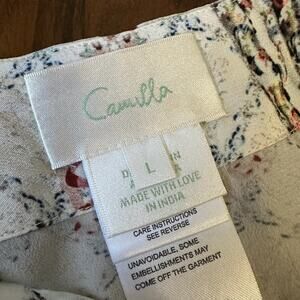 Camilla
L
MADE WITH LOVE
IN INDIA
CARE INSTRUCTIONS
SEE REVERSE
UNAVOIDABLE, SOME
EMBELLISHMENTS MAY
COME OFF THE GARMENT